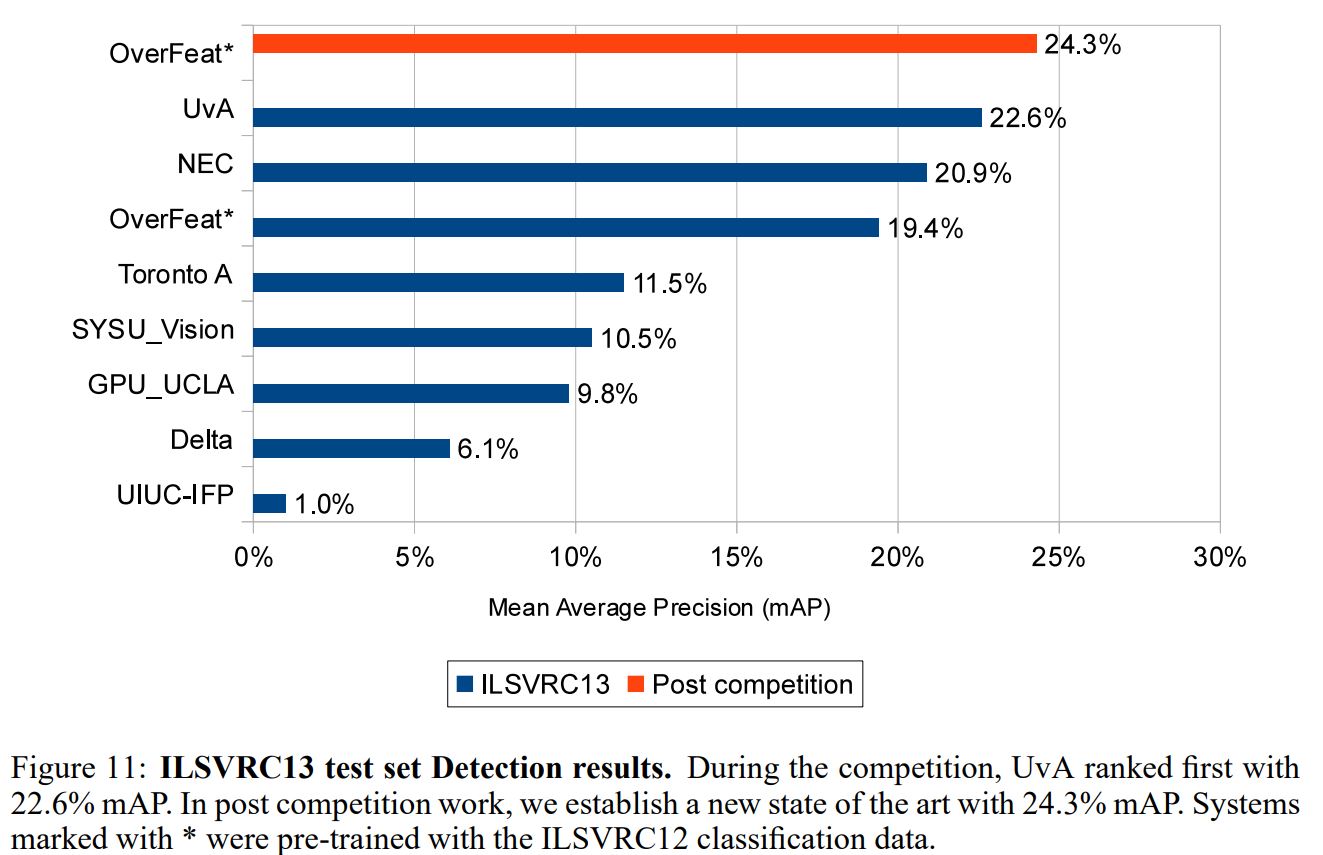 OverFeat* 24.3%
UvA 22.6%
NEC 20.9%
OverFeat* 19.4%
Toronto A 11.5%
SYSU_Vision 10.5%
GPU_UCLA 9.8%
Delta 6.1%
UIUC-IFP 1.0%
0% 5% 10% 15% 20% 25% 30%
Mean Average Precision (mAP)
ILSVRC13 Post competition
Figure 11: ILSVRC13 test set Detection results. During the competition, UvA ranked first with
22.6% mAP. In post competition work, we establish a new state of the art with 24.3% mAP. Systems
marked with * were pre-trained with the ILSVRC12 classification data.